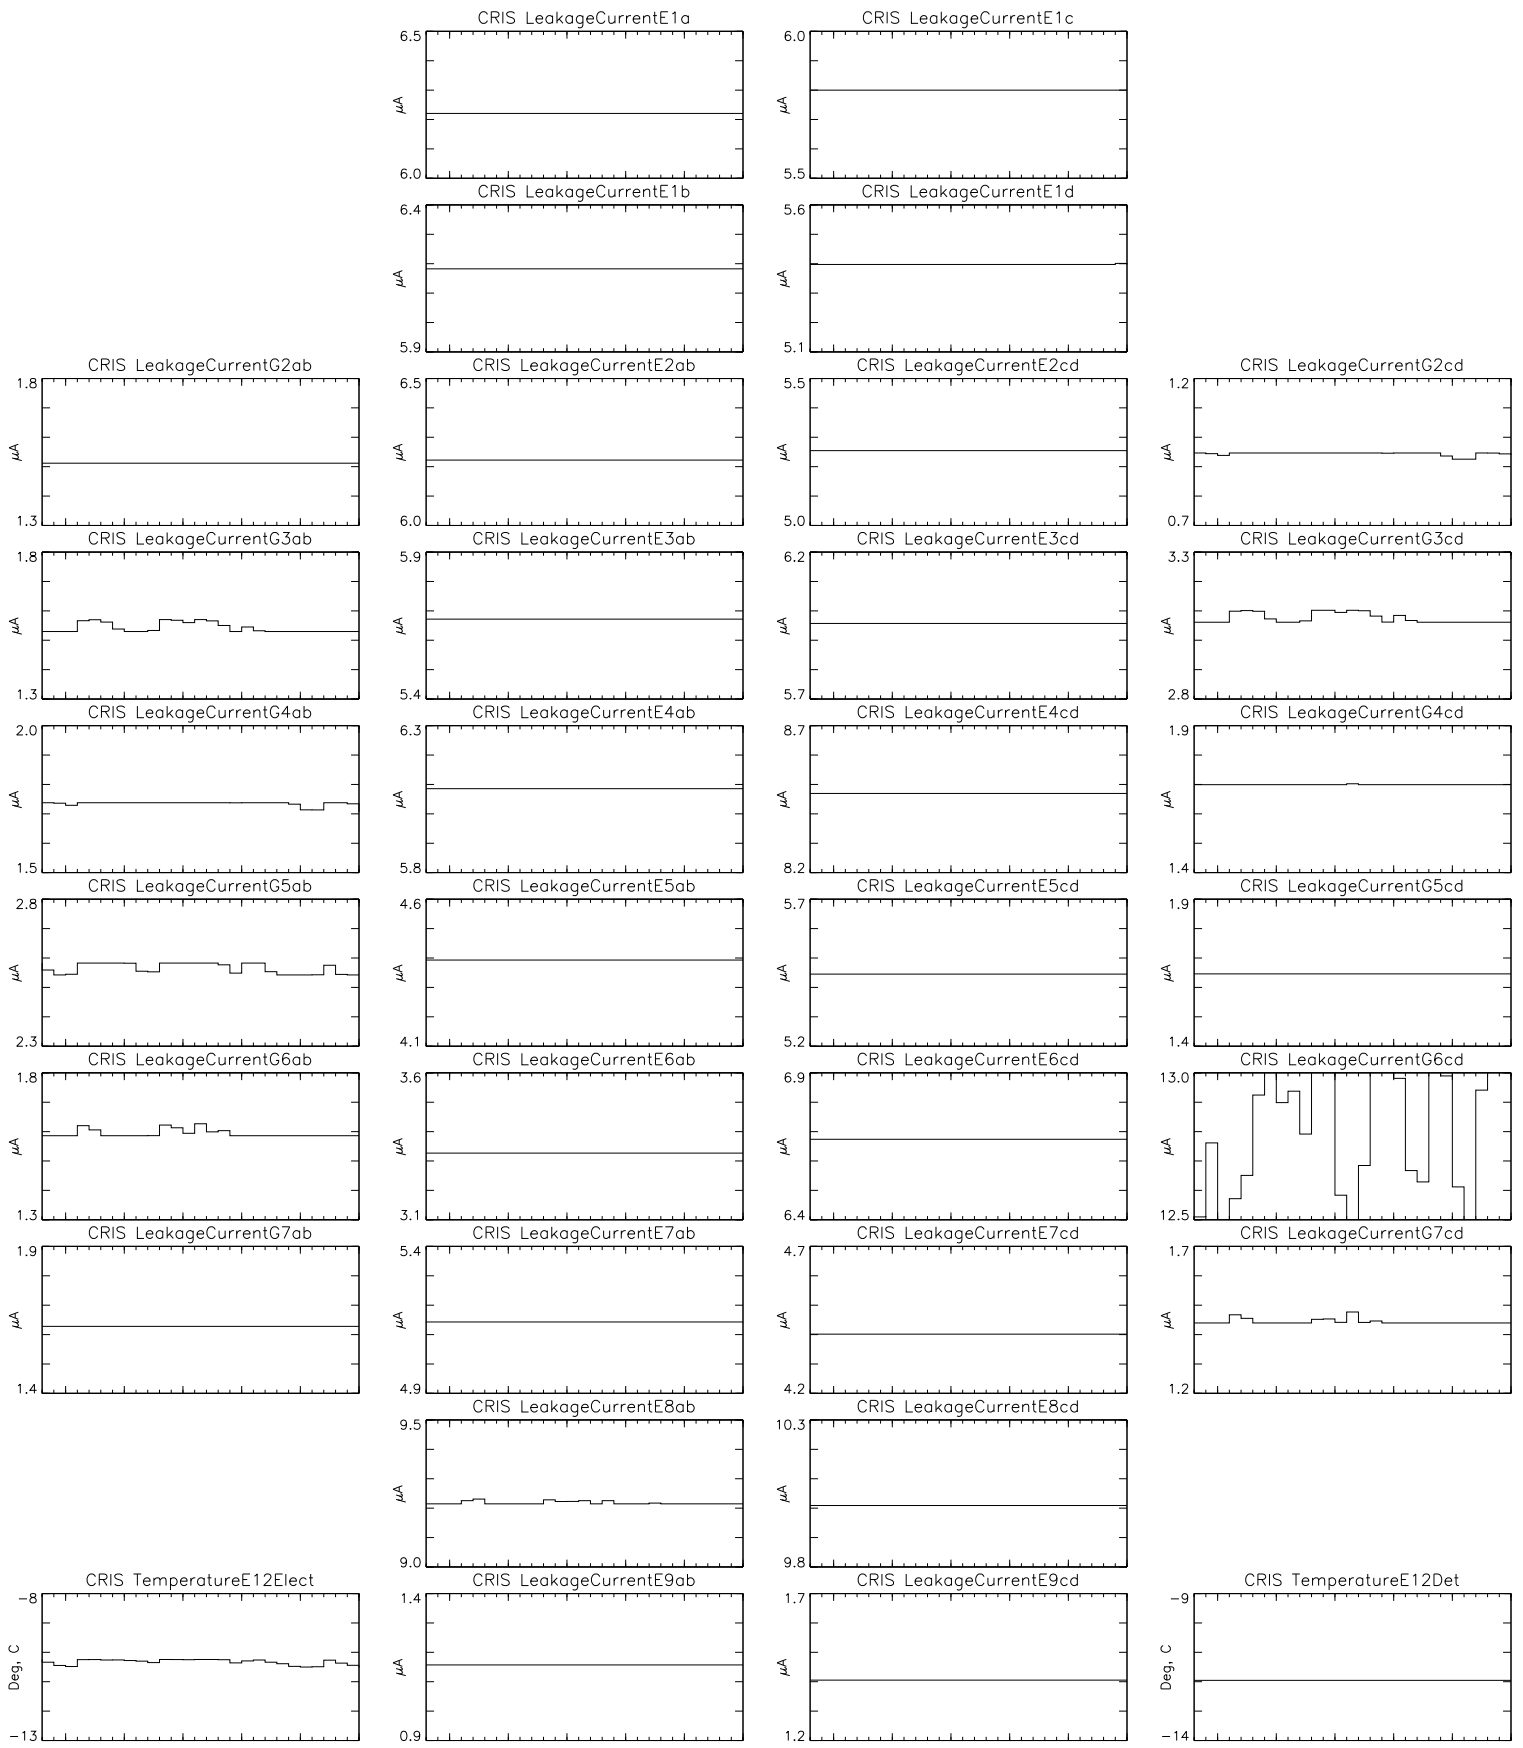 CRIS LeakageCurrentE1a
6.5
μA
6.0
CRIS LeakageCurrentE1c
6.0
μA
5.5
CRIS LeakageCurrentE1b
6.4
μA
5.9
CRIS LeakageCurrentE1d
5.6
μA
5.1
CRIS LeakageCurrentG2ab
1.8
μA
1.3
CRIS LeakageCurrentE2ab
6.5
μA
6.0
CRIS LeakageCurrentE2cd
5.5
μA
5.0
CRIS LeakageCurrentG2cd
1.2
μA
0.7
CRIS LeakageCurrentG3ab
1.8
μA
1.3
CRIS LeakageCurrentE3ab
5.9
μA
5.4
CRIS LeakageCurrentE3cd
6.2
μA
5.7
CRIS LeakageCurrentG3cd
3.3
μA
2.8
CRIS LeakageCurrentG4ab
2.0
μA
1.5
CRIS LeakageCurrentE4ab
6.3
μA
5.8
CRIS LeakageCurrentE4cd
8.7
μA
8.2
CRIS LeakageCurrentG4cd
1.9
μA
1.4
CRIS LeakageCurrentG5ab
2.8
μA
2.3
CRIS LeakageCurrentE5ab
4.6
μA
4.1
CRIS LeakageCurrentE5cd
5.7
μA
5.2
CRIS LeakageCurrentG5cd
1.9
μA
1.4
CRIS LeakageCurrentG6ab
1.8
μA
1.3
CRIS LeakageCurrentE6ab
3.6
μA
3.1
CRIS LeakageCurrentE6cd
6.9
μA
6.4
CRIS LeakageCurrentG6cd
13.0
μA
12.5
CRIS LeakageCurrentG7ab
1.9
μA
1.4
CRIS LeakageCurrentE7ab
5.4
μA
4.9
CRIS LeakageCurrentE7cd
4.7
μA
4.2
CRIS LeakageCurrentG7cd
1.7
μA
1.2
CRIS LeakageCurrentE8ab
9.5
μA
9.0
CRIS LeakageCurrentE8cd
10.3
μA
9.8
CRIS TemperatureE12Elect
-8
Deg, C
-13
CRIS LeakageCurrentE9ab
1.4
μA
0.9
CRIS LeakageCurrentE9cd
1.7
μA
1.2
CRIS TemperatureE12Det
-9
Deg, C
-14